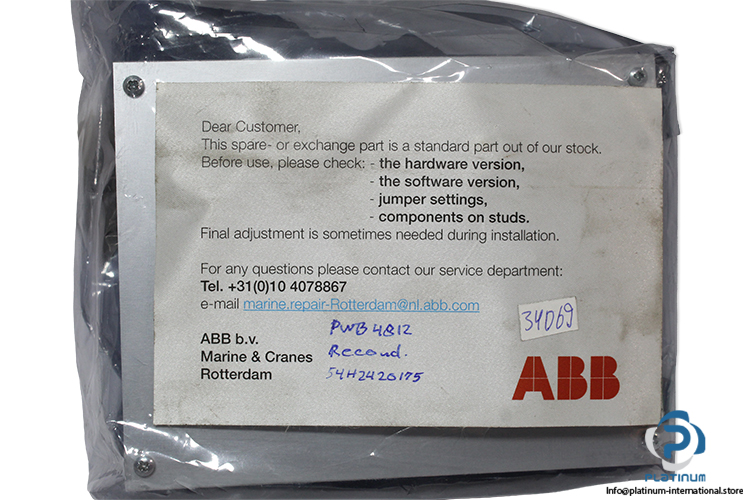 Dear Customer,
This spare- or exchange part is a standard part out of our stock.
Before use, please check: - the hardware version,
- the software version,
- jumper settings,
- components on studs.
Final adjustment is sometimes needed during installation.
For any questions please contact our service department:
Tel. +31(0)10 4078867
e-mail marine.repair-Rotterdam@nl.abb.com
34069
ABB b.v.
Marine & Cranes
Rotterdam
PWB 4812
Recond.
54H2420175
ABB
PLATINUM
Info@platinum-international.store